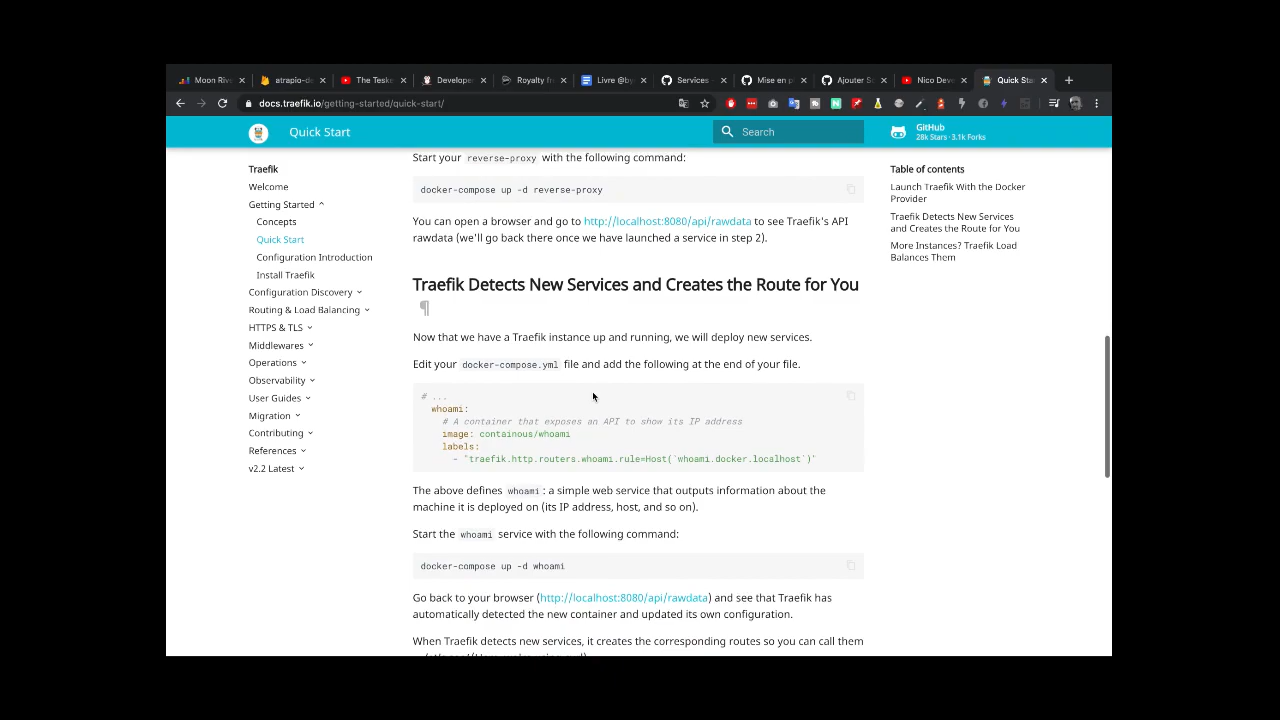 Moon Rive
atrapio-de
The Teske
Developer
Royalty fr
Livre @by
Services
Mise en p
Ajouter Sa
Nico Deve
Quick Sta
docs.traefik.io/getting-started/quick-start/
Quick Start
Search
GitHub
28k Stars · 3.1k Forks
Traefik
Welcome
Getting Started
Concepts
Quick Start
Configuration Introduction
Install Traefik
Configuration Discovery
Routing & Load Balancing
HTTPS & TLS
Middlewares
Operations
Observability
User Guides
Migration
Contributing
References
v2.2 Latest
Start your reverse-proxy with the following command:
docker-compose up -d reverse-proxy
You can open a browser and go to http://localhost:8080/api/rawdata to see Traefik's API
rawdata (we'll go back there once we have launched a service in step 2).
Traefik Detects New Services and Creates the Route for You
¶
Now that we have a Traefik instance up and running, we will deploy new services.
Edit your docker-compose.yml file and add the following at the end of your file.
# ...
whoami:
# A container that exposes an API to show its IP address
image: containous/whoami
labels:
- "traefik.http.routers.whoami.rule=Host(`whoami.docker.localhost`)"
The above defines whoami: a simple web service that outputs information about the
machine it is deployed on (its IP address, host, and so on).
Start the whoami service with the following command:
docker-compose up -d whoami
Go back to your browser (http://localhost:8080/api/rawdata) and see that Traefik has
automatically detected the new container and updated its own configuration.
When Traefik detects new services, it creates the corresponding routes so you can call them
Table of contents
Launch Traefik With the Docker
Provider
Traefik Detects New Services
and Creates the Route for You
More Instances? Traefik Load
Balances Them